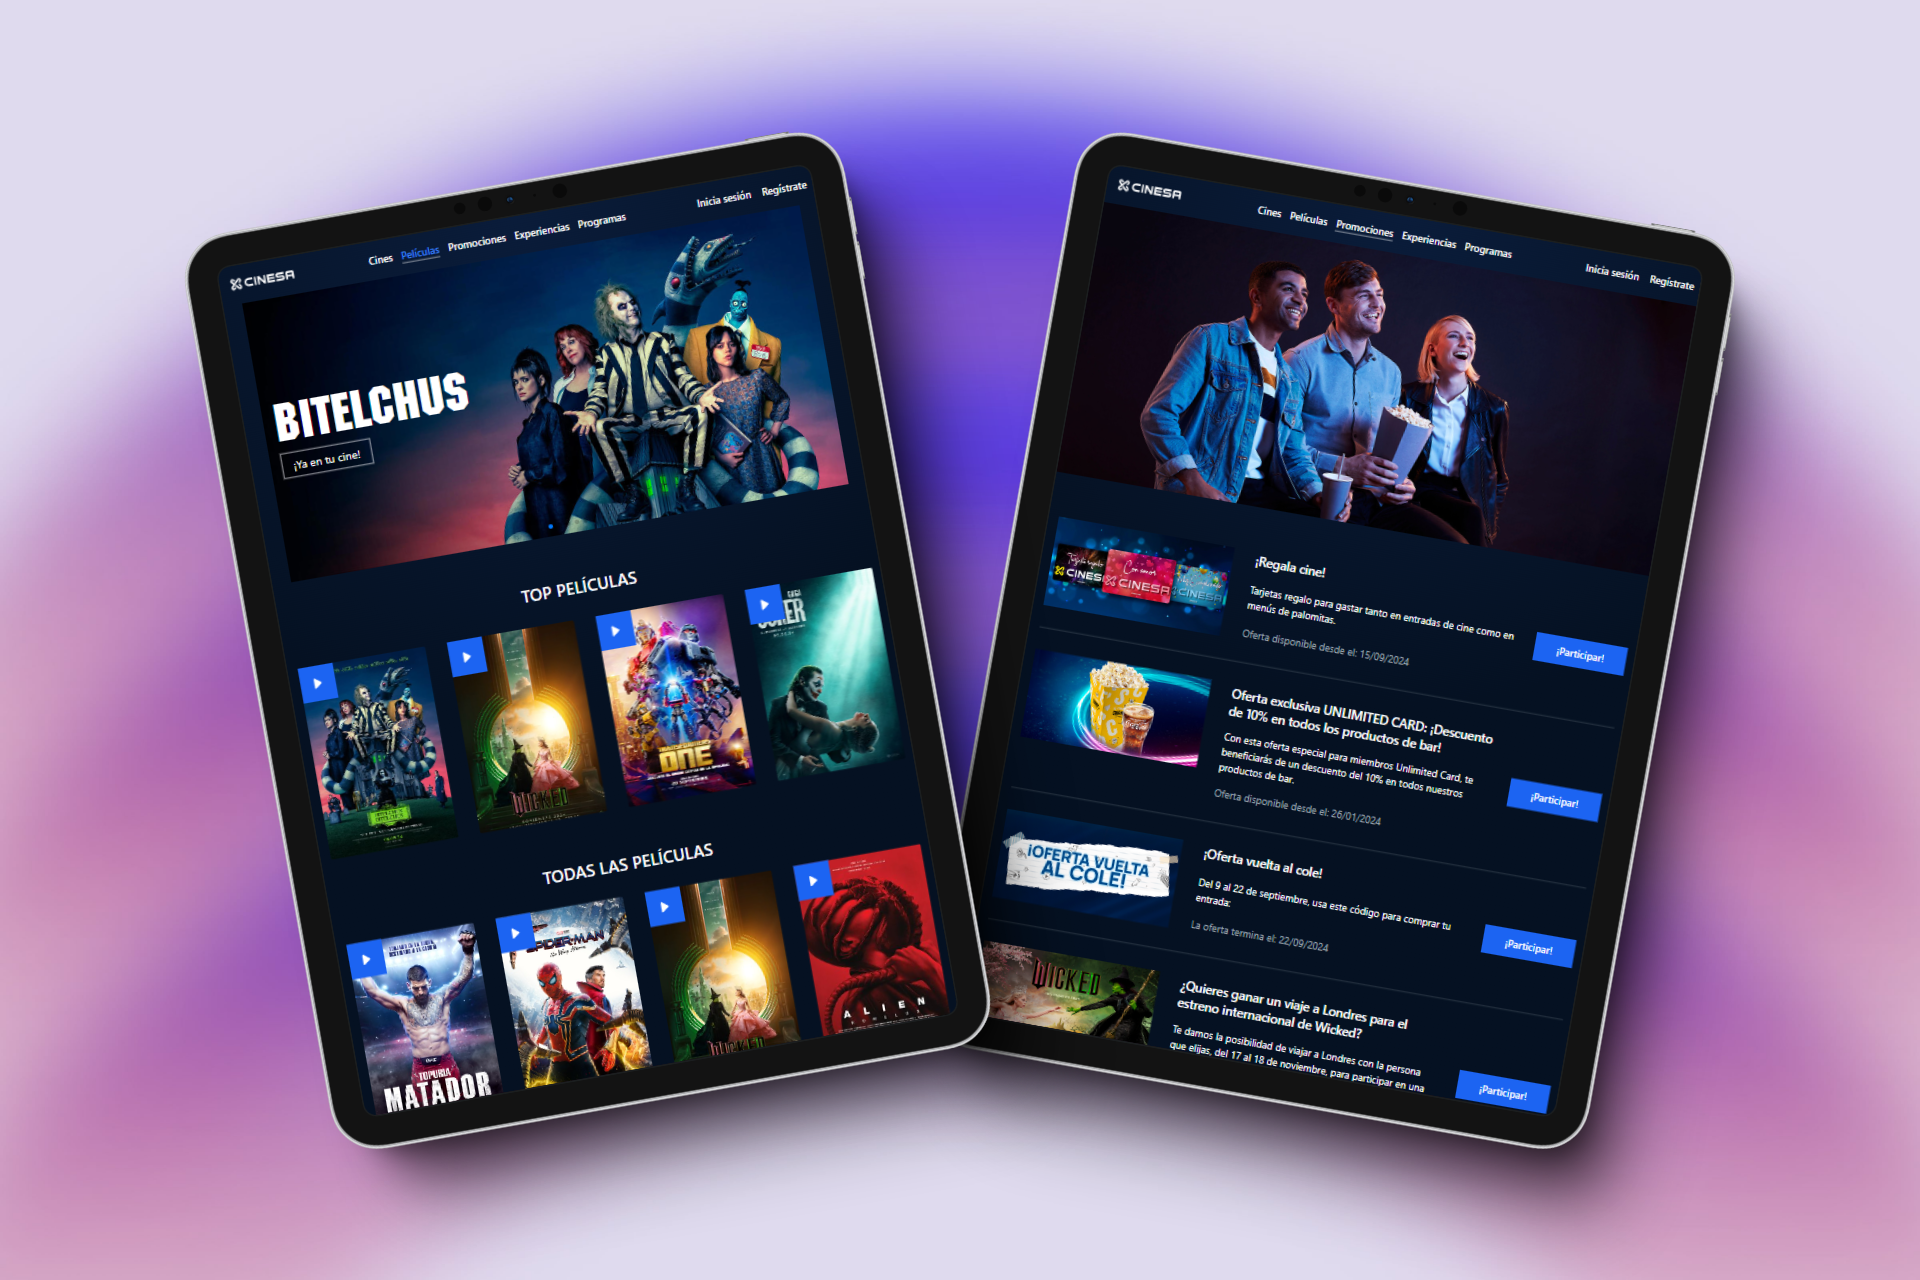 CINESA
Cines Películas Promociones Experiencias Programas
Inicia sesión Regístrate
BITELCHUS
¡Ya en tu cine!
TOP PELÍCULAS
WICKED
ONE
TODAS LAS PELÍCULAS
TOPURIA
MATADOR
SPIDER-MAN
No Way Home
WICKED
ALIEN
CINESA
Cines Películas Promociones Experiencias Programas
Inicia sesión Regístrate
Tarjeta regalo
CINES
Con amor
CINESA
CINESA
¡Regala cine!
Tarjetas regalo para gastar tanto en entradas de cine como en
menús de palomitas.
Oferta disponible desde el: 15/09/2024
¡Participar!
Oferta exclusiva UNLIMITED CARD: ¡Descuento
de 10% en todos los productos de bar!
Con esta oferta especial para miembros Unlimited Card, te
beneficiarás de un descuento del 10% en todos nuestros
productos de bar.
Oferta disponible desde el: 26/01/2024
¡Participar!
¡OFERTA VUELTA
AL COLE!
¡Oferta vuelta al cole!
Del 9 al 22 de septiembre, usa este código para comprar tu
entrada:
La oferta termina el: 22/09/2024
¡Participar!
WICKED
¿Quieres ganar un viaje a Londres para el
estreno internacional de Wicked?
Te damos la posibilidad de viajar a Londres con la persona
que elijas, del 17 al 18 de noviembre, para participar en una
¡Participar!